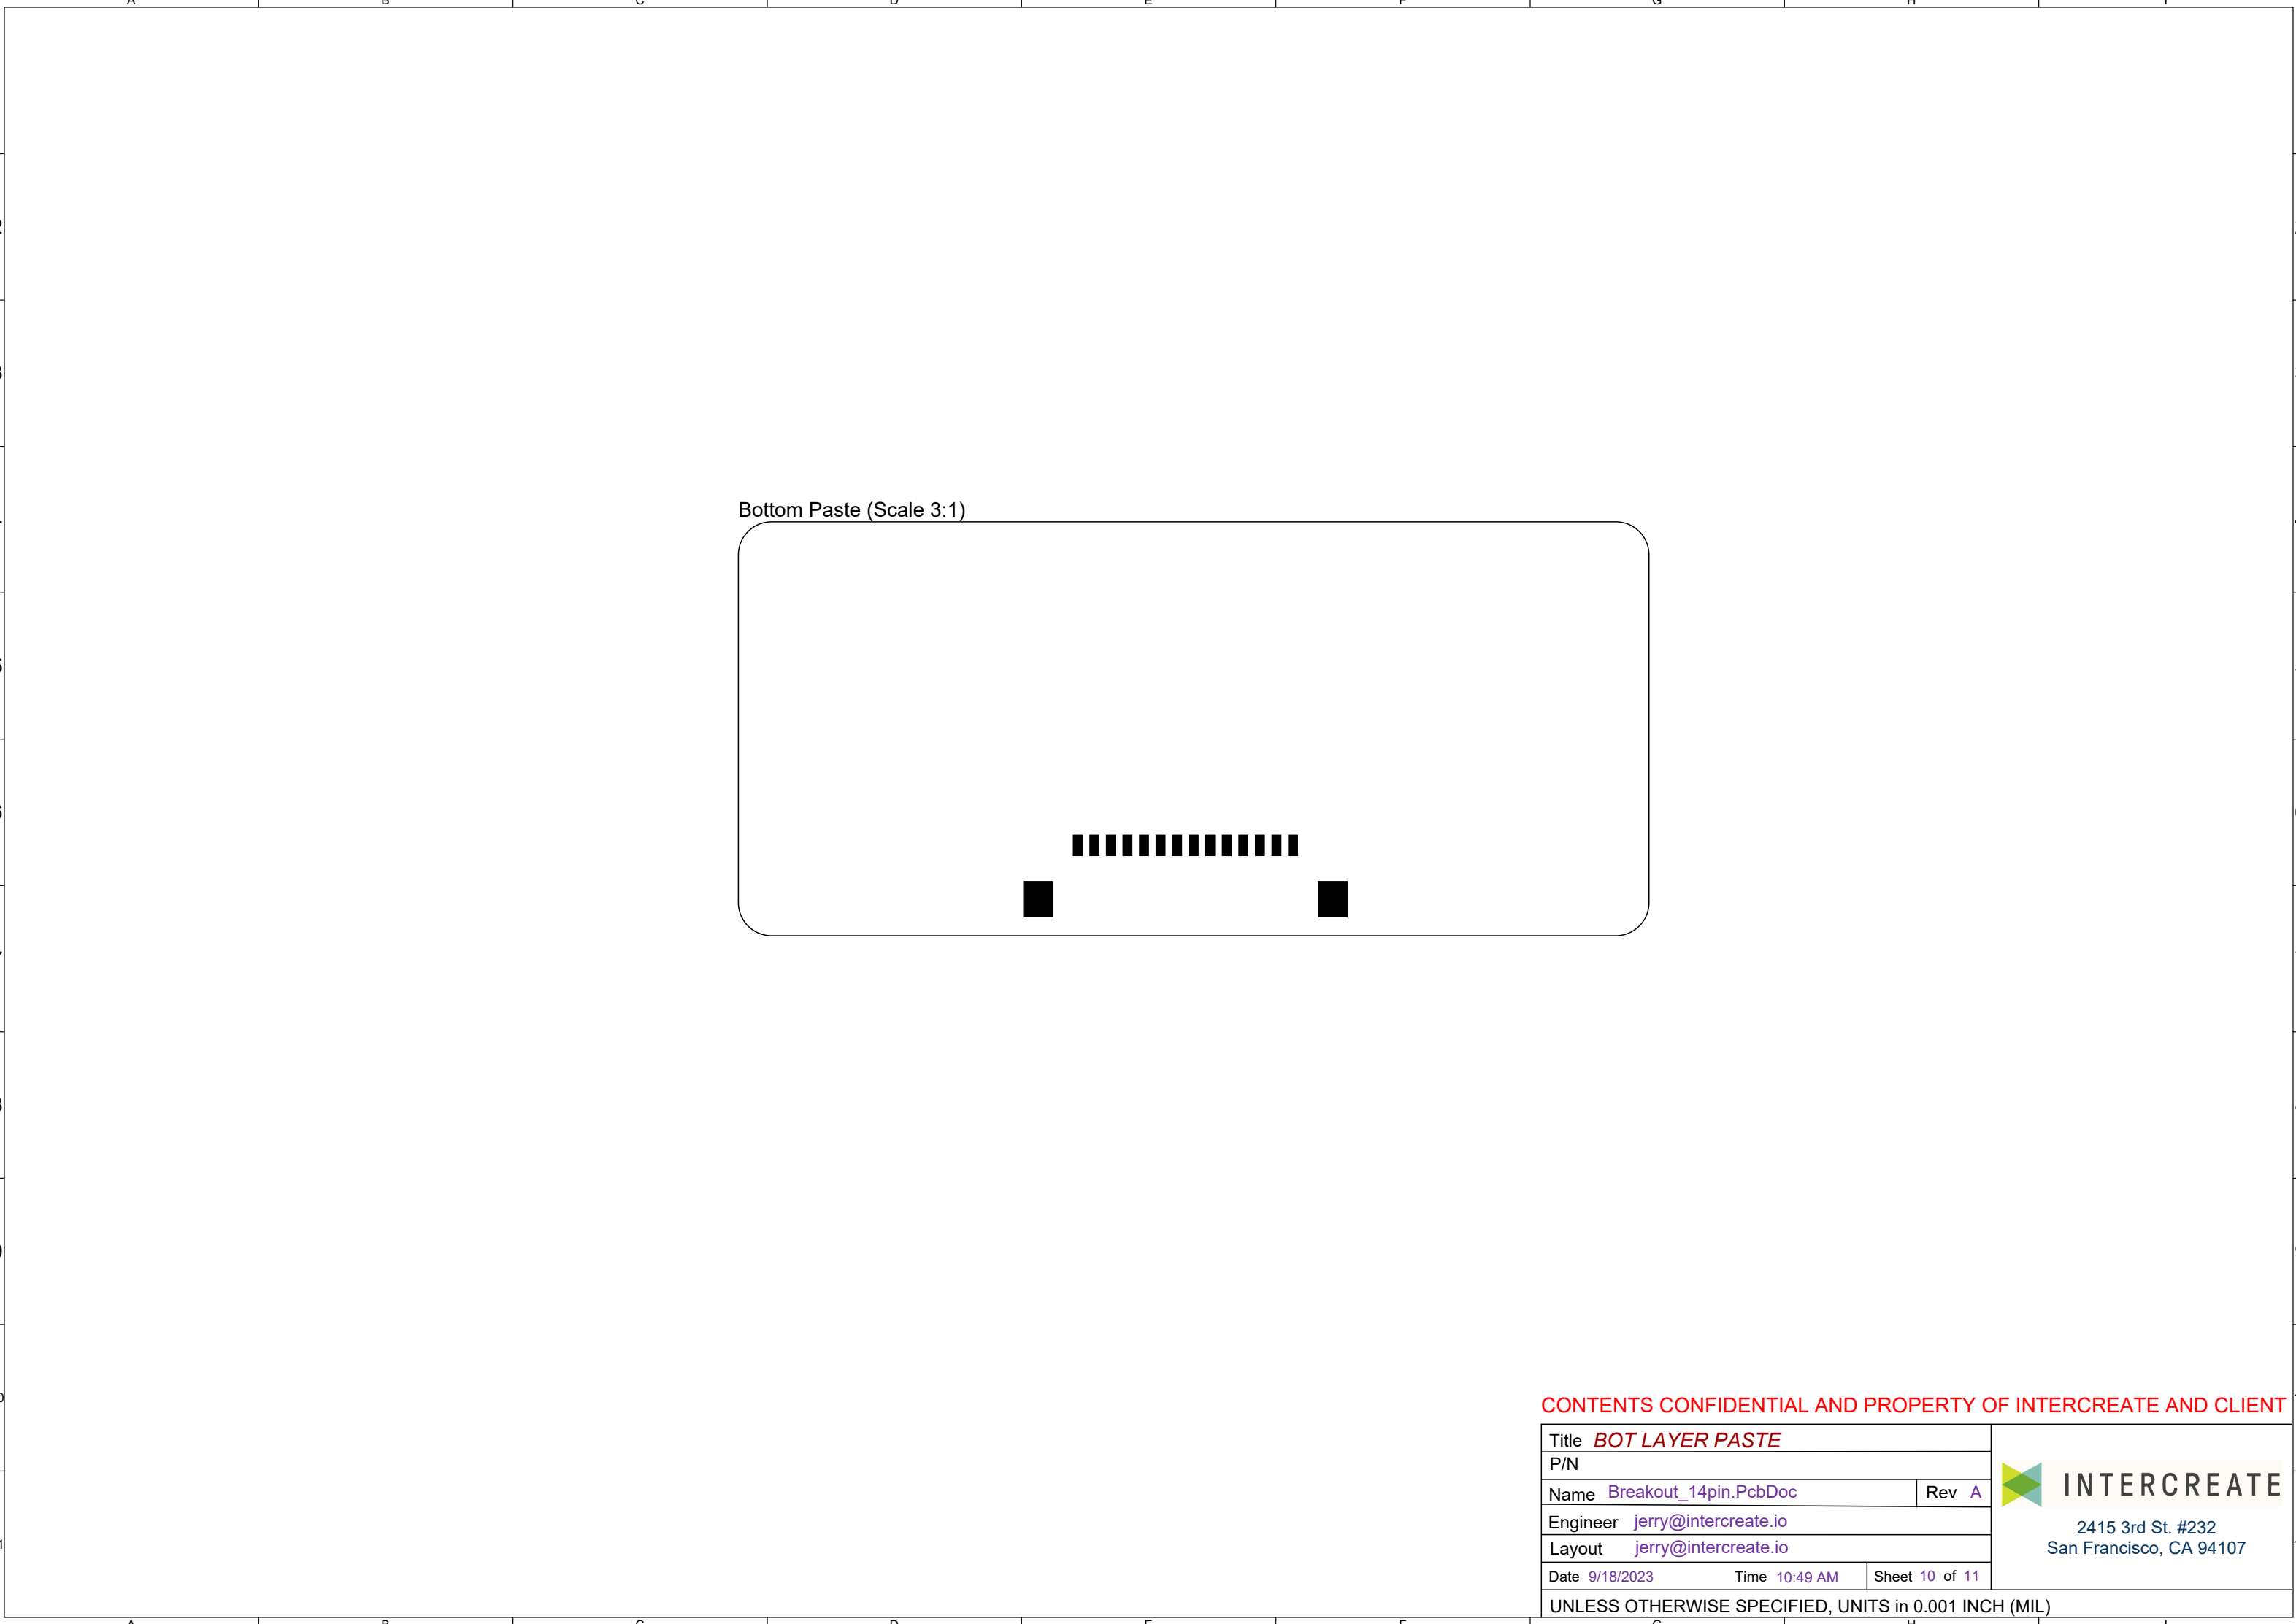 A B C D E F G H I
Bottom Paste (Scale 3:1)
CONTENTS CONFIDENTIAL AND PROPERTY OF INTERCREATE AND CLIENT
Title BOT LAYER PASTE
P/N
Name Breakout_14pin.PcbDoc Rev A
Engineer jerry@intercreate.io
Layout jerry@intercreate.io
Date 9/18/2023 Time 10:49 AM Sheet 10 of 11
INTERCREATE
2415 3rd St. #232
San Francisco, CA 94107
UNLESS OTHERWISE SPECIFIED, UNITS in 0.001 INCH (MIL)